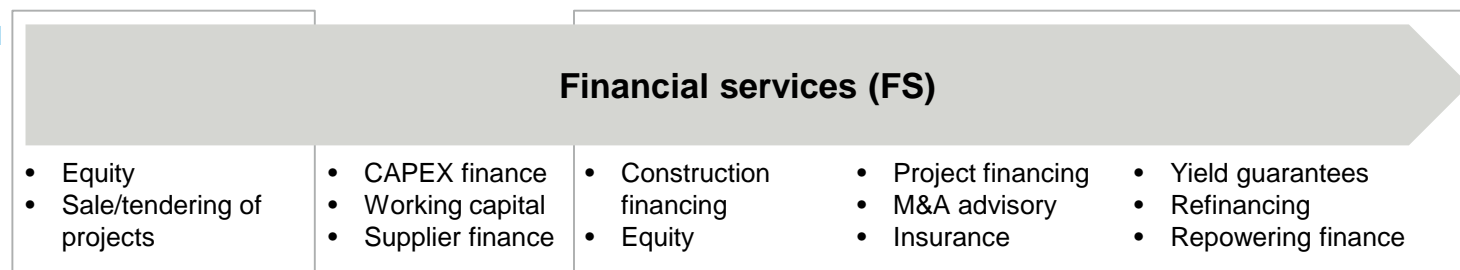 Financial services (FS)
• Equity
• Sale/tendering of
projects
• CAPEX finance
• Working capital
• Supplier finance
• Construction
financing
• Equity
• Project financing
• M&A advisory
• Insurance
• Yield guarantees
• Refinancing
• Repowering finance